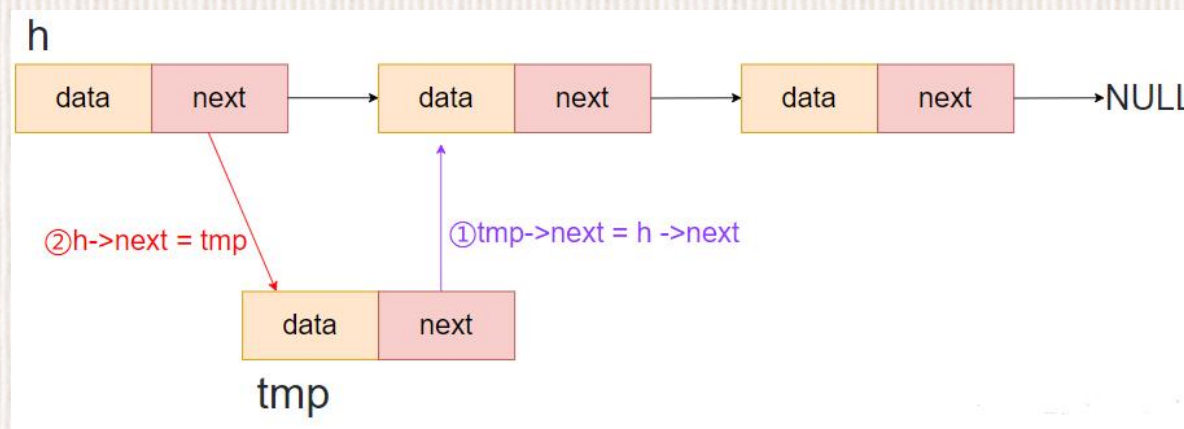 h
data next data next data next NULL
②h->next = tmp ①tmp->next = h ->next
data next
tmp